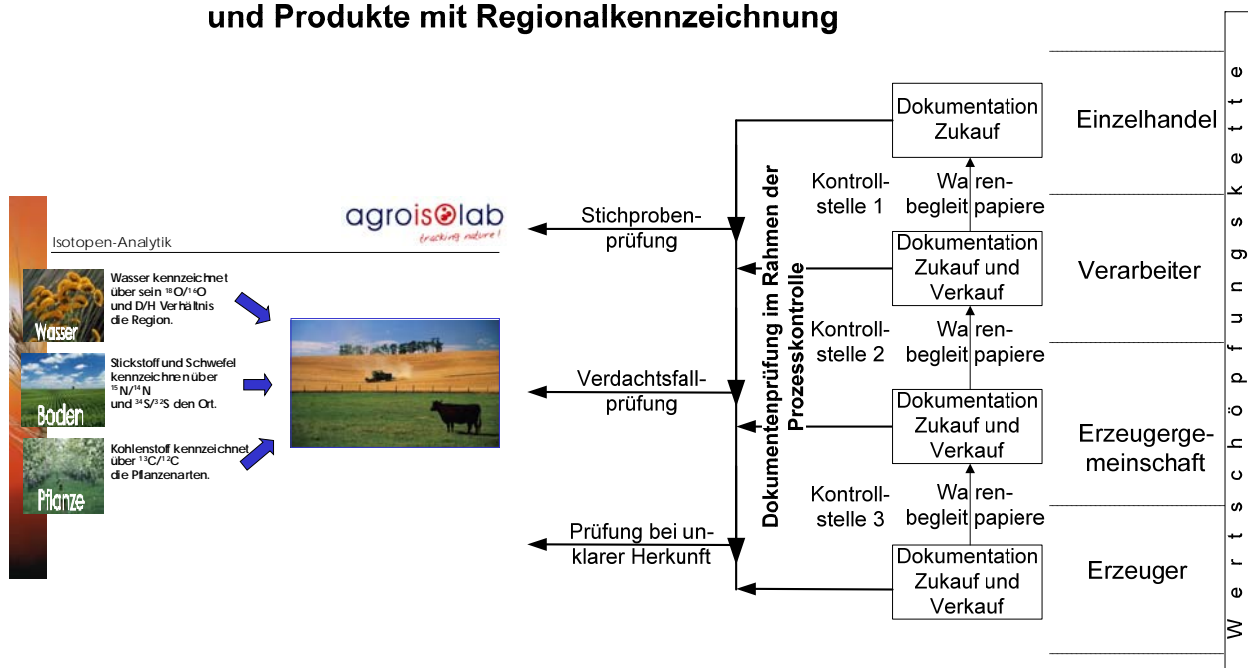 und Produkte mit Regionalkennzeichnung
agroisolab
tracking nature!
Isotopen-Analytik
Wasser
Wasser kennzeichnet
über sein ¹⁸O/¹⁶O
und D/H Verhältnis
die Region.
Boden
Stickstoff und Schwefel
kennzeichnen über
¹⁵N/¹⁴N
und ³⁴S/³²S den Ort.
Pflanze
Kohlenstoff kennzeichnet
über ¹³C/¹²C
die Pflanzenarten.
Stichproben-
prüfung
Verdachtsfall-
prüfung
Prüfung bei un-
klarer Herkunft
Dokumentenprüfung im Rahmen der
Prozesskontrolle
Dokumentation
Zukauf
Kontroll-
stelle 1
Waren-
begleitpapiere
Dokumentation
Zukauf und
Verkauf
Kontroll-
stelle 2
Waren-
begleitpapiere
Dokumentation
Zukauf und
Verkauf
Kontroll-
stelle 3
Waren-
begleitpapiere
Dokumentation
Zukauf und
Verkauf
Einzelhandel
Verarbeiter
Erzeugerge-
meinschaft
Erzeuger
Wertschöpfungskette